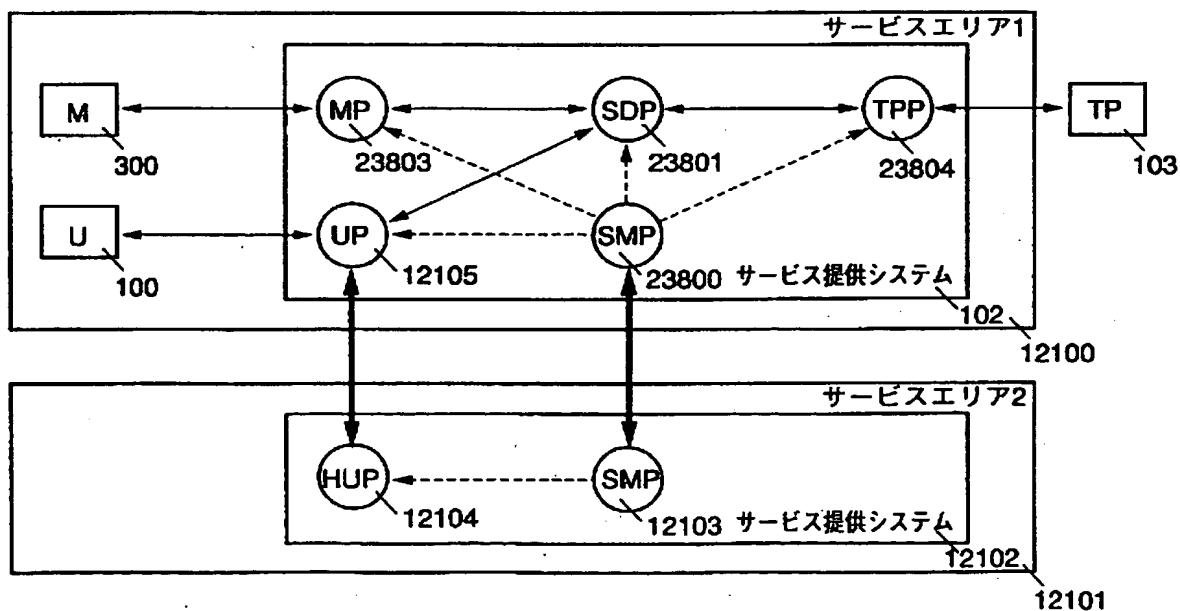 サービスエリア1
M
300
MP
23803
SDP
23801
TPP
23804
TP
103
U
100
UP
12105
SMP
23800
サービス提供システム
102
12100
サービスエリア2
HUP
12104
SMP
12103
サービス提供システム
12102
12101